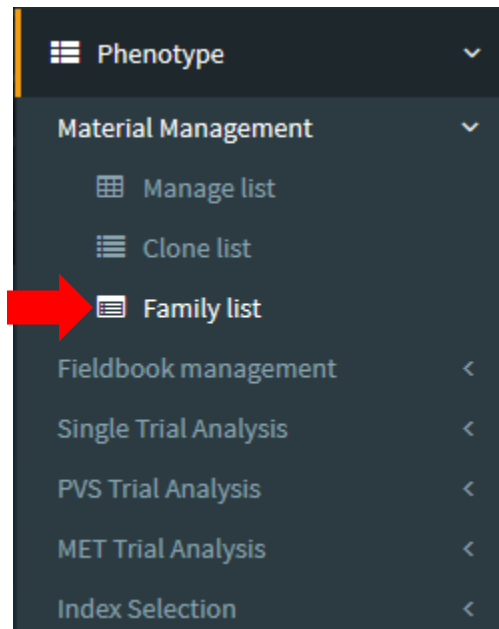 Phenotype
Material Management
Manage list
Clone list
Family list
Fieldbook management
Single Trial Analysis
PVS Trial Analysis
MET Trial Analysis
Index Selection